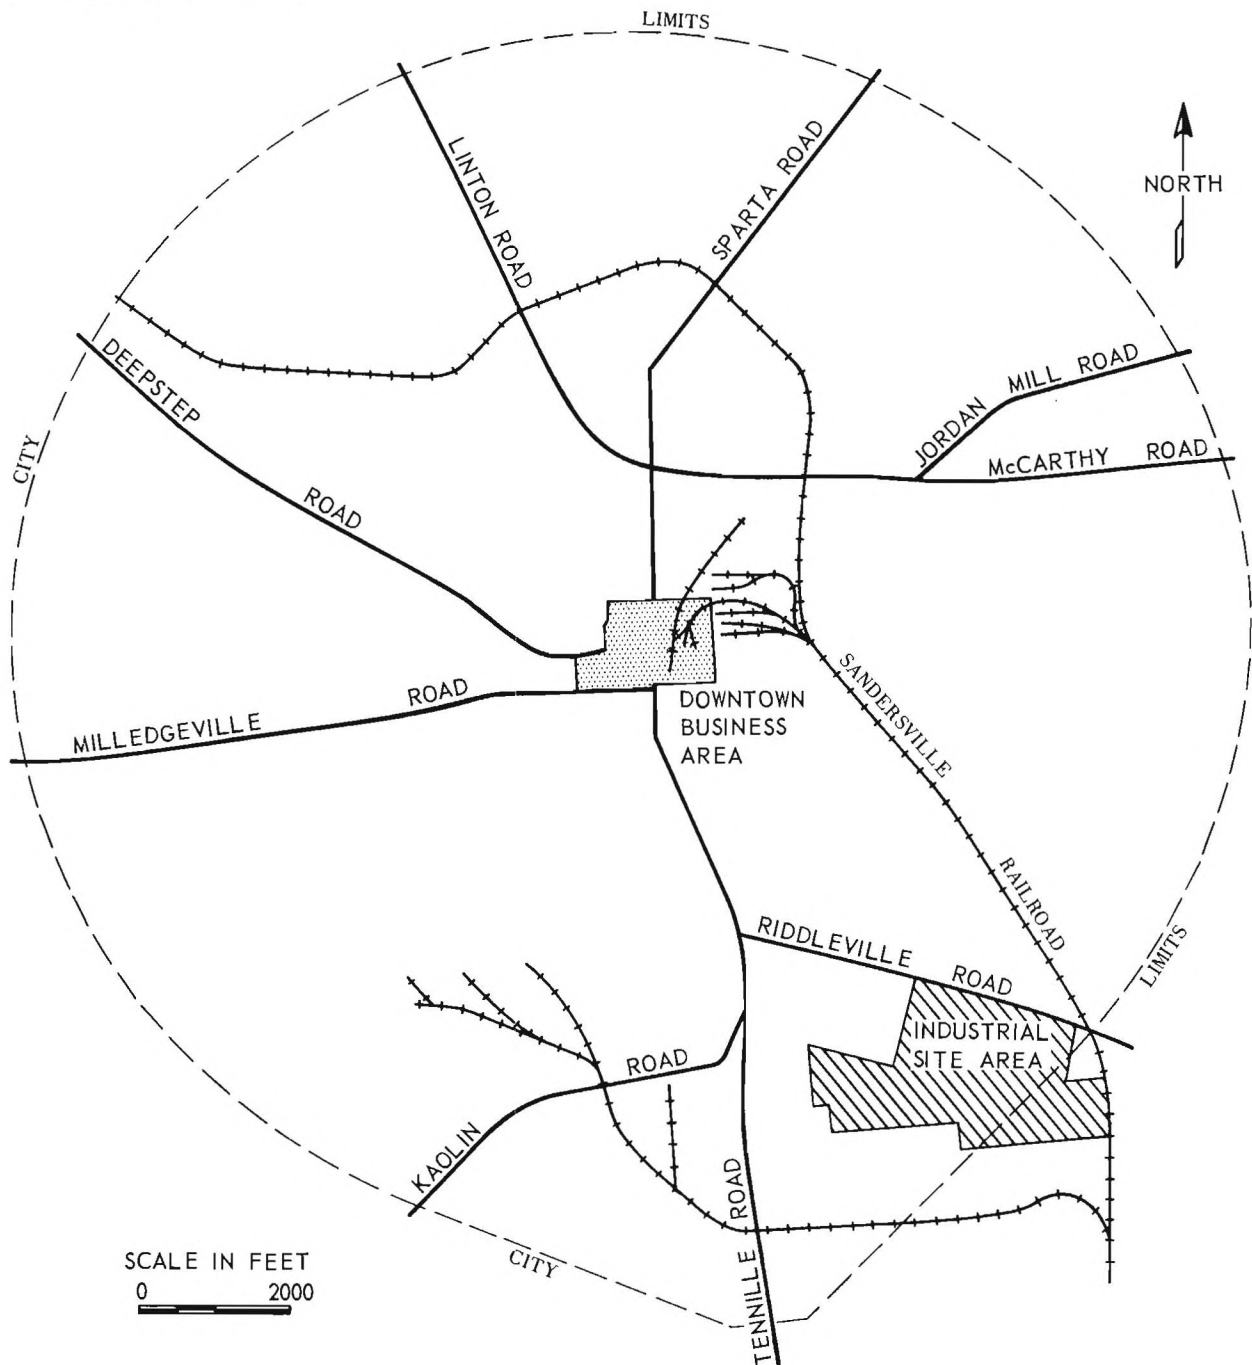 LIMITS
LINTON ROAD
SPARTA ROAD
NORTH
DEEPSTEP
ROAD
JORDAN
MILL ROAD
McCARTHY ROAD
CITY
MILLEDGEVILLE
ROAD
DOWNTOWN
BUSINESS
AREA
SANDERSVILLE
RAILROAD
RIDDLEVILLE
ROAD
LIMITS
INDUSTRIAL
SITE AREA
ROAD
KAOLIN
TENNILLE ROAD
CITY
SCALE IN FEET
0 2000